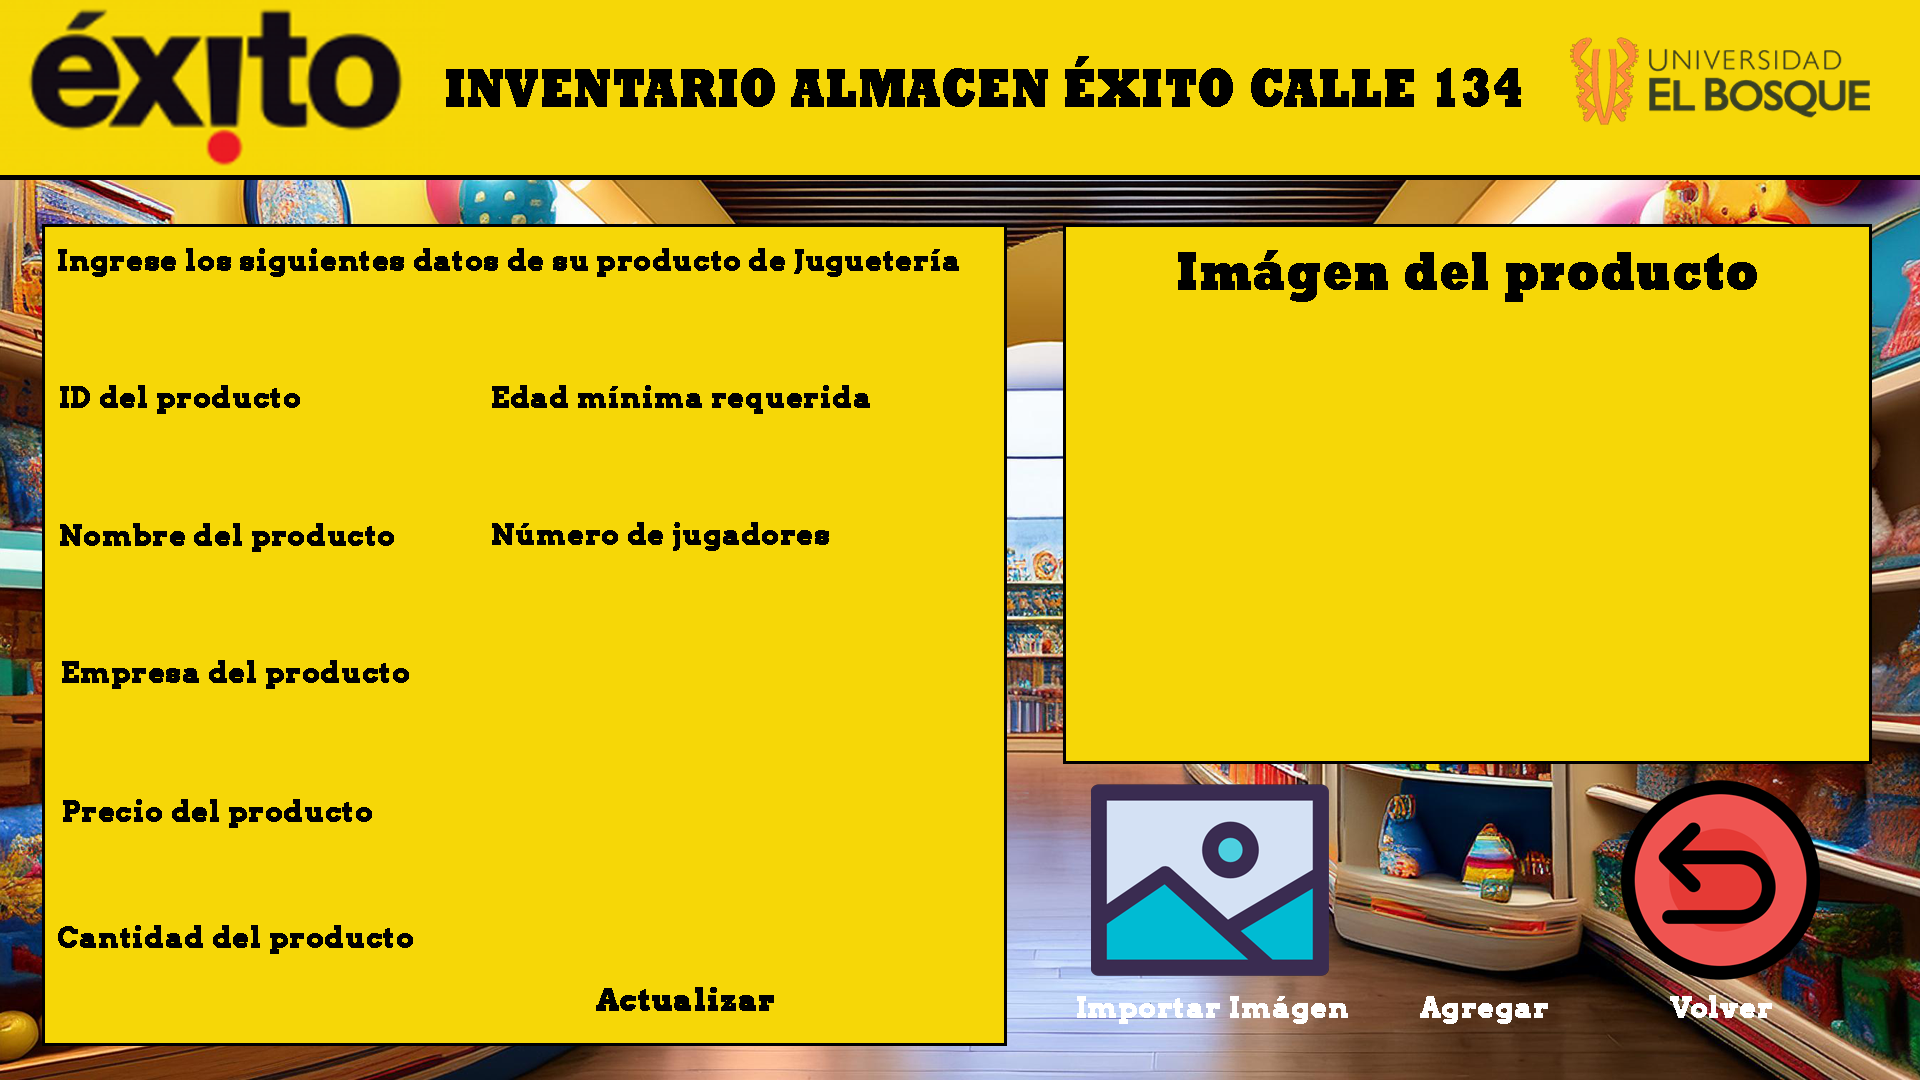 éxito
INVENTARIO ALMACEN ÉXITO CALLE 134
UNIVERSIDAD
EL BOSQUE
Ingrese los siguientes datos de su producto de Juguetería
ID del producto
Edad mínima requerida
Nombre del producto
Número de jugadores
Empresa del producto
Precio del producto
Cantidad del producto
Actualizar
Imágen del producto
Importar Imágen
Agregar
Volver